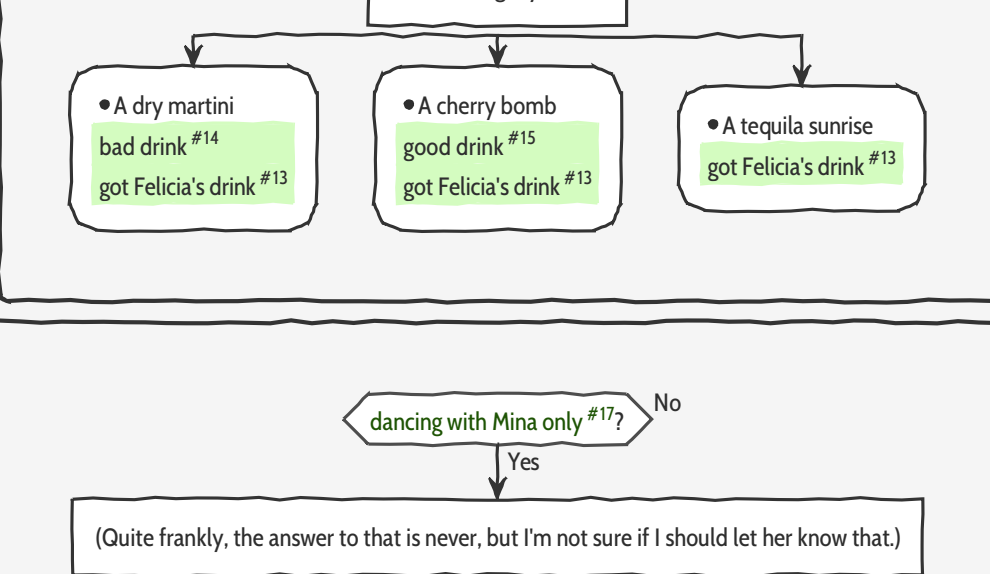 ● A dry martini
bad drink #14
got Felicia's drink #13
● A cherry bomb
good drink #15
got Felicia's drink #13
● A tequila sunrise
got Felicia's drink #13
dancing with Mina only #17?
No
Yes
(Quite frankly, the answer to that is never, but I'm not sure if I should let her know that.)